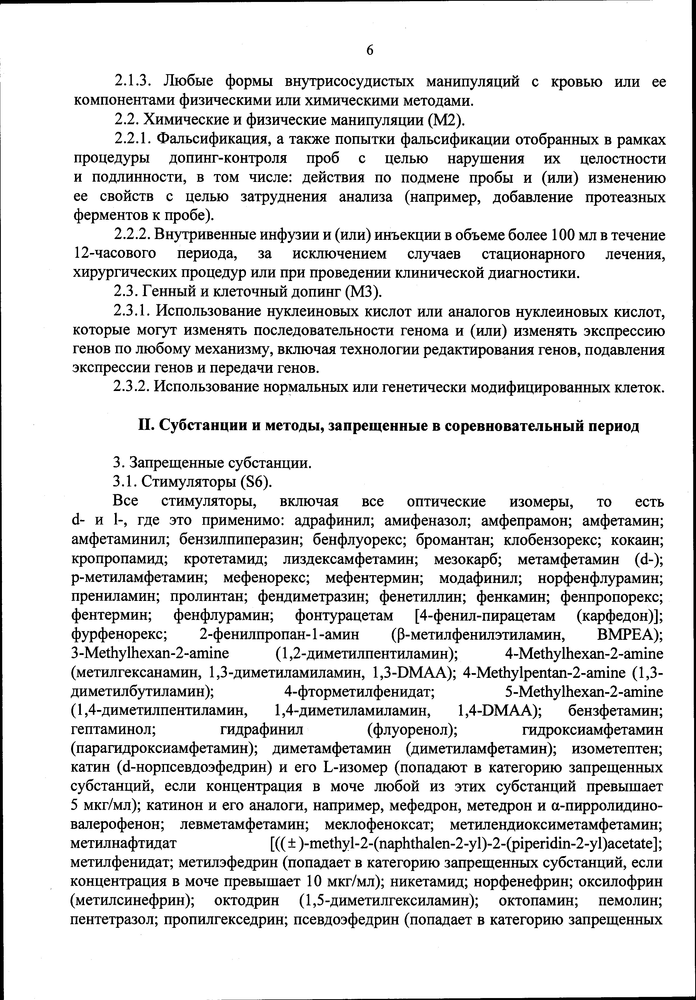 6
2.1.3. Любые формы внутрисосудистых манипуляций с кровью или ее
компонентами физическими или химическими методами.
2.2. Химические и физические манипуляции (М2).
2.2.1. Фальсификация, а также попытки фальсификации отобранных в рамках
процедуры допинг-контроля проб с целью нарушения их целостности
и подлинности, в том числе: действия по подмене пробы и (или) изменению
ее свойств с целью затруднения анализа (например, добавление протеазных
ферментов к пробе).
2.2.2. Внутривенные инфузии и (или) инъекции в объеме более 100 мл в течение
12-часового периода, за исключением случаев стационарного лечения,
хирургических процедур или при проведении клинической диагностики.
2.3. Генный и клеточный допинг (М3).
2.3.1. Использование нуклеиновых кислот или аналогов нуклеиновых кислот,
которые могут изменять последовательности генома и (или) изменять экспрессию
генов по любому механизму, включая технологии редактирования генов, подавления
экспрессии генов и передачи генов.
2.3.2. Использование нормальных или генетически модифицированных клеток.
II. Субстанции и методы, запрещенные в соревновательный период
3. Запрещенные субстанции.
3.1. Стимуляторы (S6).
Все стимуляторы, включая все оптические изомеры, то есть
d- и l-, где это применимо: адрафинил; амифеназол; амфепрамон; амфетамин;
амфетаминил; бензилпиперазин; бенфлуорекс; бромантан; клобензорекс; кокаин;
кропропамид; кротетамид; лиздексамфетамин; мезокарб; метамфетамин (d-);
р-метиламфетамин; мефенорекс; мефентермин; модафинил; норфенфлурамин;
прениламин; пролинтан; фендиметразин; фенетиллин; фенкамин; фенпропорекс;
фентермин; фенфлурамин; фонтурацетам [4-фенил-пирацетам (карфедон)];
фурфенорекс; 2-фенилпропан-1-амин (β-метилфенилэтиламин, BMPEA);
3-Methylhexan-2-amine (1,2-диметилпентиламин); 4-Methylhexan-2-amine
(метилгексанамин, 1,3-диметиламиламин, 1,3-DMAA); 4-Methylpentan-2-amine (1,3-
диметилбутиламин); 4-фторметилфенидат; 5-Methylhexan-2-amine
(1,4-диметилпентиламин, 1,4-диметиламиламин, 1,4-DMAA); бензфетамин;
гептаминол; гидрафинил (флуоренол); гидроксиамфетамин
(парагидроксиамфетамин); диметамфетамин (диметиламфетамин); изометептен;
катин (d-норпсевдоэфедрин) и его L-изомер (попадают в категорию запрещенных
субстанций, если концентрация в моче любой из этих субстанций превышает
5 мкг/мл); катинон и его аналоги, например, мефедрон, метедрон и α-пирролидино-
валерофенон; левметамфетамин; меклофеноксат; метилендиоксиметамфетамин;
метилнафтидат [((±)-methyl-2-(naphthalen-2-yl)-2-(piperidin-2-yl)acetate];
метилфенидат; метилэфедрин (попадает в категорию запрещенных субстанций, если
концентрация в моче превышает 10 мкг/мл); никетамид; норфенефрин; оксилофрин
(метилсинефрин); октодрин (1,5-диметилгексиламин); октопамин; пемолин;
пентетразол; пропилгекседрин; псевдоэфедрин (попадает в категорию запрещенных